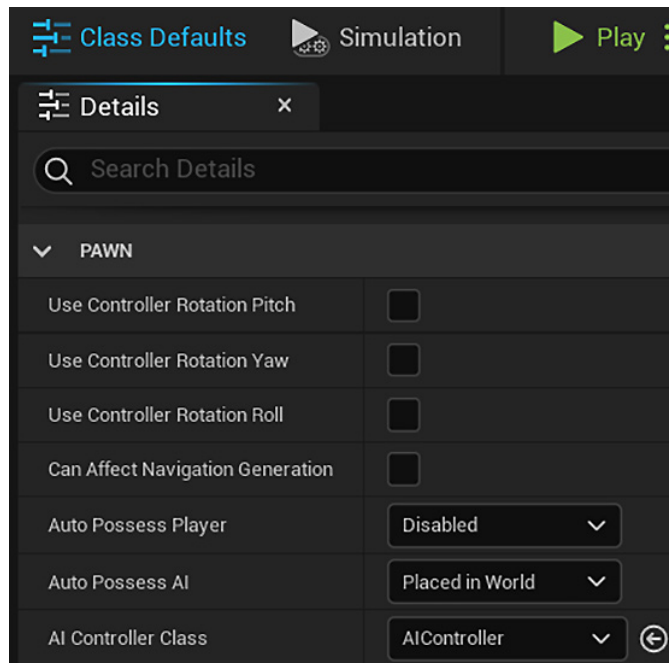 Class Defaults Simulation Play
Details
Search Details
PAWN
Use Controller Rotation Pitch
Use Controller Rotation Yaw
Use Controller Rotation Roll
Can Affect Navigation Generation
Auto Possess Player Disabled
Auto Possess AI Placed in World
AI Controller Class AIController